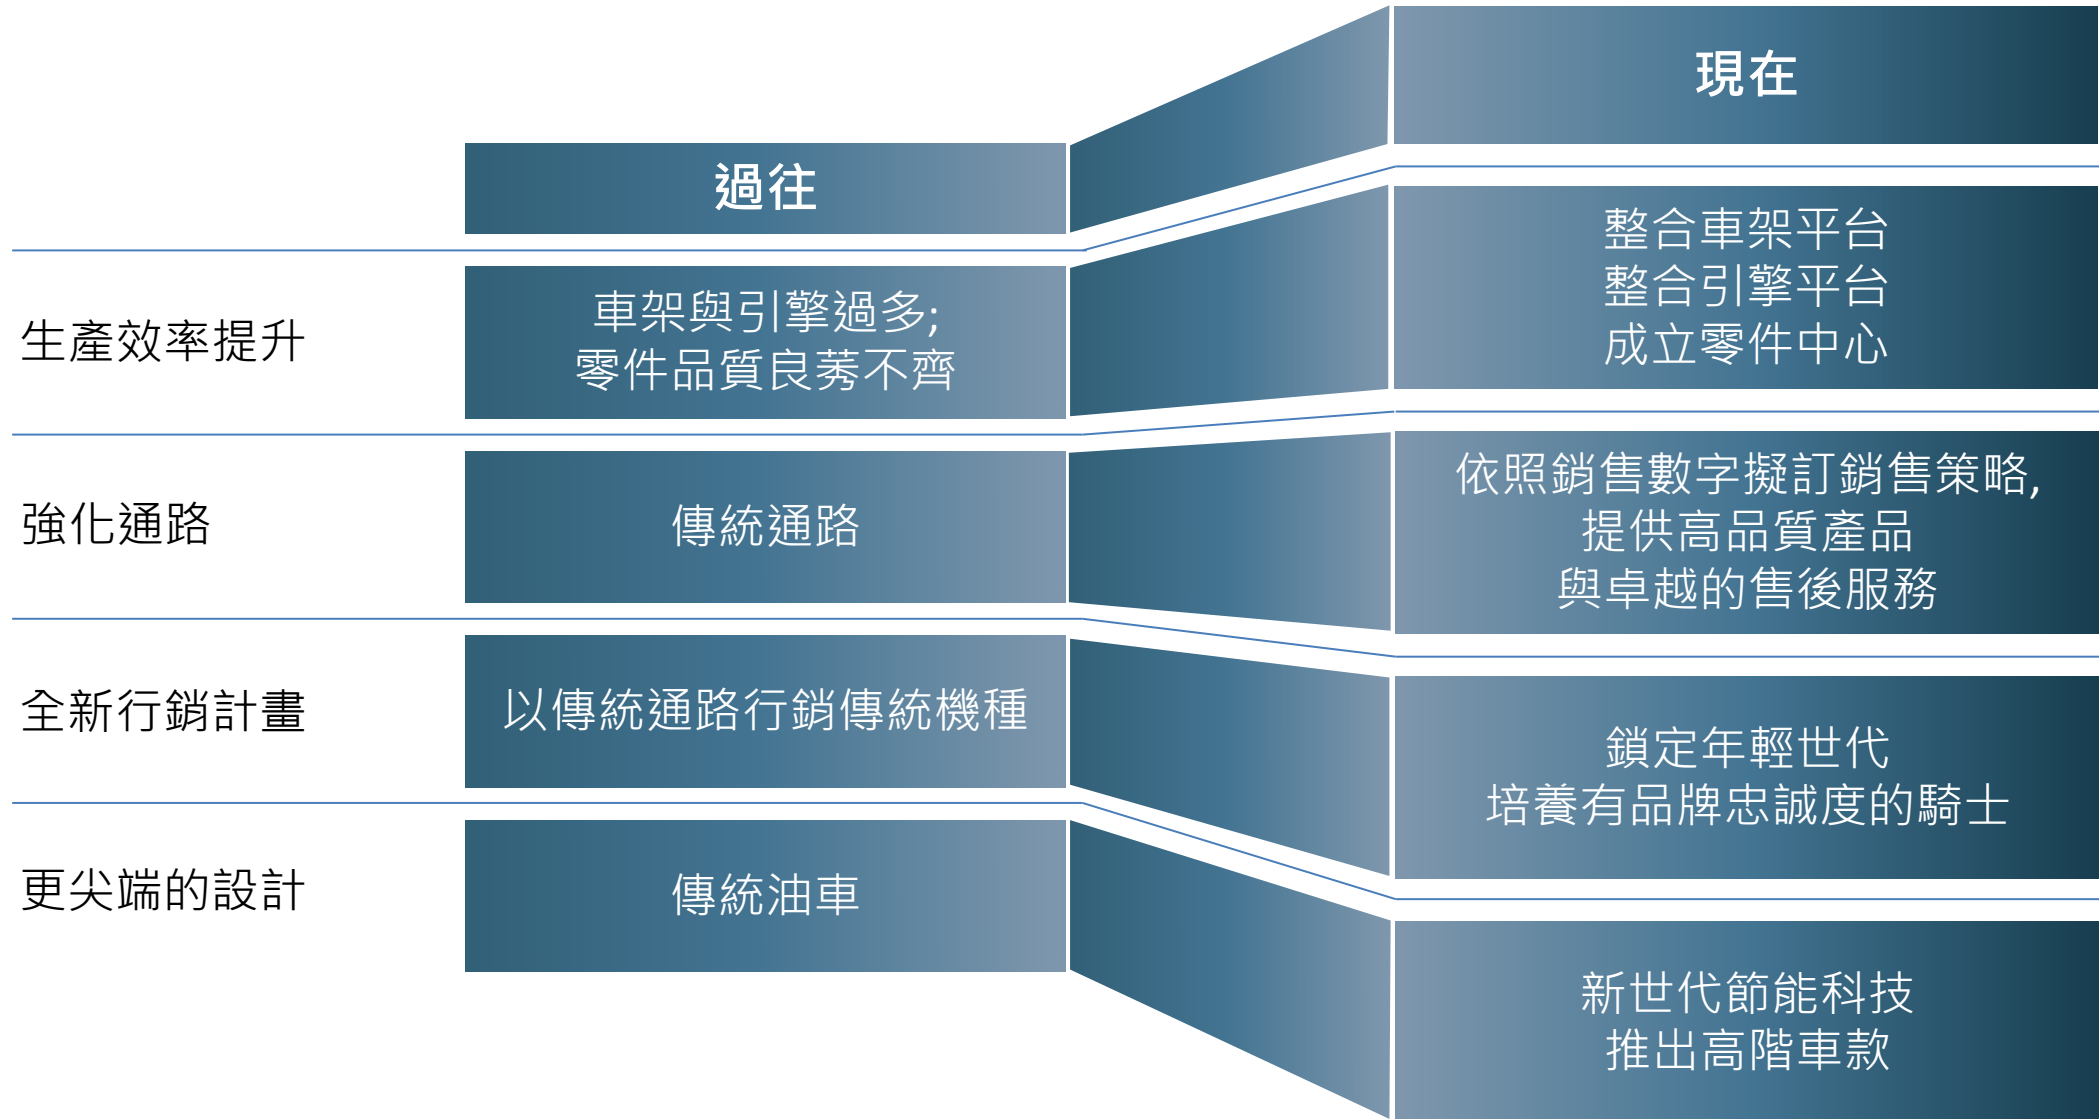 現在
過往
生產效率提升
車架與引擎過多;
零件品質良莠不齊
整合車架平台
整合引擎平台
成立零件中心
強化通路
傳統通路
依照銷售數字擬訂銷售策略,
提供高品質產品
與卓越的售後服務
全新行銷計畫
以傳統通路行銷傳統機種
鎖定年輕世代
培養有品牌忠誠度的騎士
更尖端的設計
傳統油車
新世代節能科技
推出高階車款